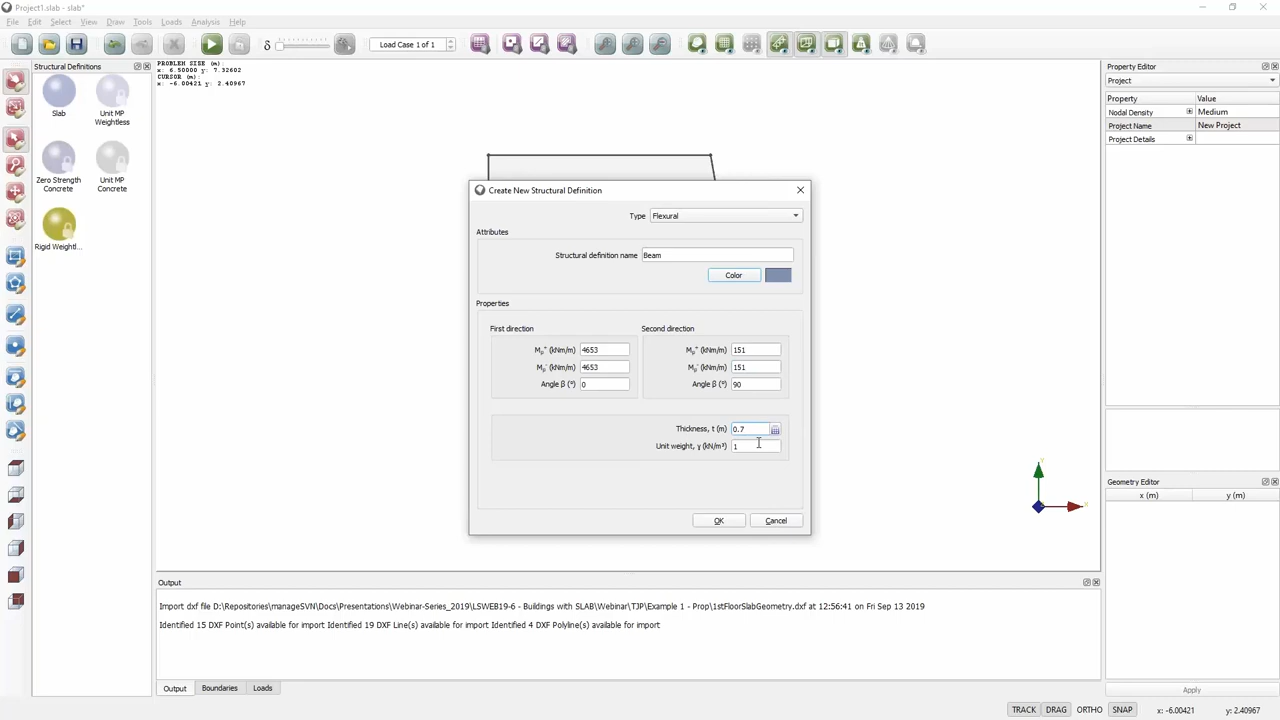 Project1.slab - slab*
File Edit Select View Draw Tools Loads Analysis Help
δ Load Case 1 of 1
Structural Definitions
Slab
Unit MP Weightless
Zero Strength Concrete
Unit MP Concrete
Rigid Weightl...
PROBLEM SIZE (m):
x: 6.50000 y: 7.32602
CURSOR (m):
x: -6.00421 y: 2.40967
Create New Structural Definition
Type Flexural
Attributes
Structural definition name Beam
Color
Properties
First direction
Mp+ (kNm/m) 4653
Mp- (kNm/m) 4653
Angle β (°) 0
Second direction
Mp+ (kNm/m) 151
Mp- (kNm/m) 151
Angle β (°) 90
Thickness, t (m) 0.7
Unit weight, γ (kN/m³) 1
OK Cancel
Property Editor
Project
Property Value
Nodal Density Medium
Project Name New Project
Project Details
Geometry Editor
x (m) y (m)
Apply
Output
Import dxf file D:\Repositories\manageSVN\Docs\Presentations\Webinar-Series_2019\LSWEB19-6 - Buildings with SLAB\Webinar\TJP\Example 1 - Prop\1stFloorSlabGeometry.dxf at 12:56:41 on Fri Sep 13 2019
Identified 15 DXF Point(s) available for import Identified 19 DXF Line(s) available for import Identified 4 DXF Polyline(s) available for import
Output Boundaries Loads
TRACK DRAG ORTHO SNAP x: -6.00421 y: 2.40967